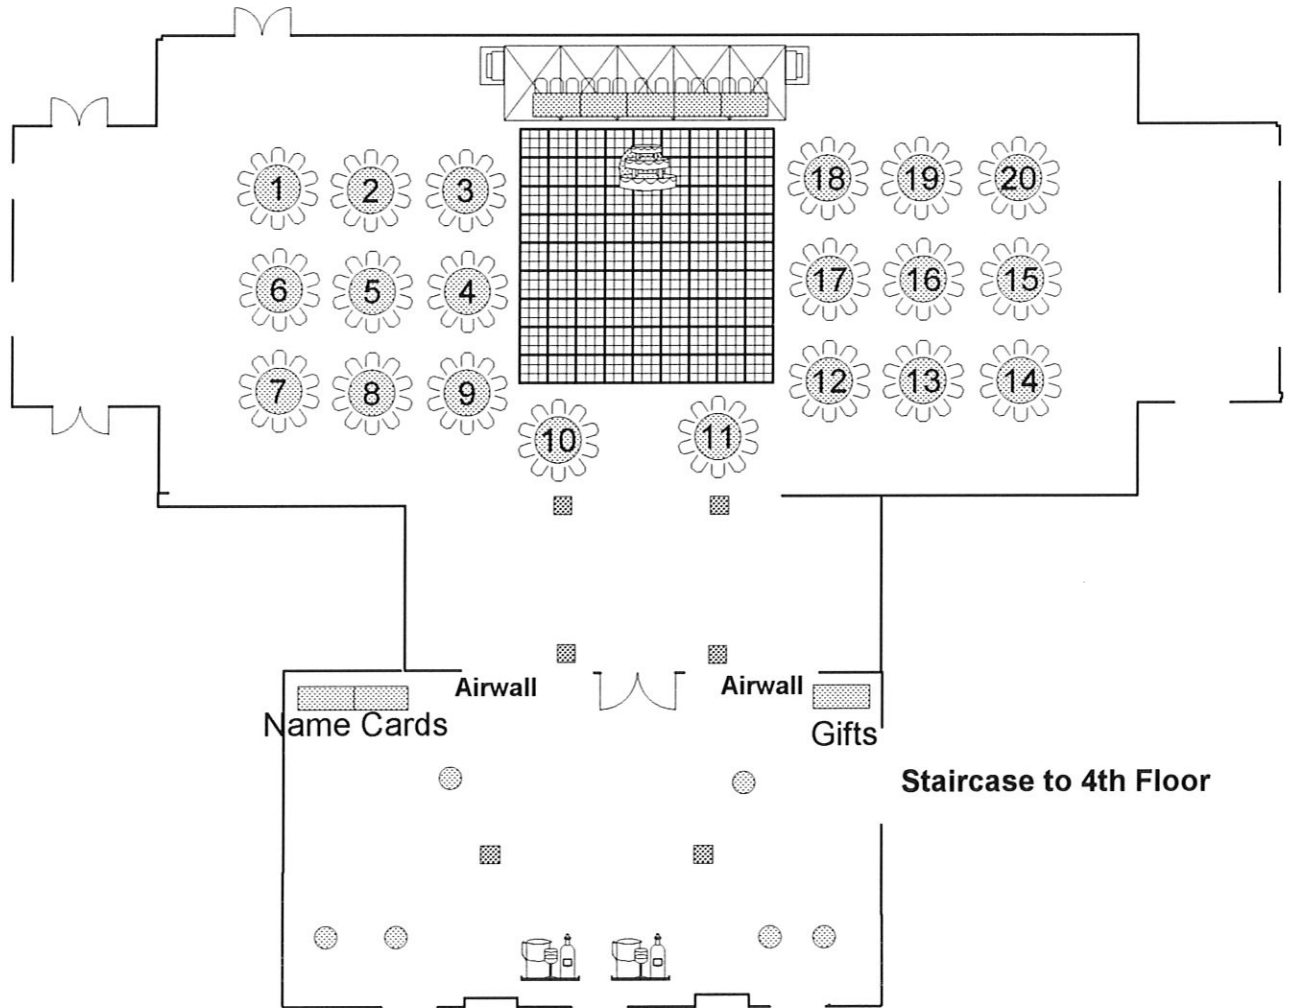 1 2 3 18 19 20
6 5 4 17 16 15
7 8 9 12 13 14
10 11
Airwall Airwall
Name Cards Gifts
Staircase to 4th Floor